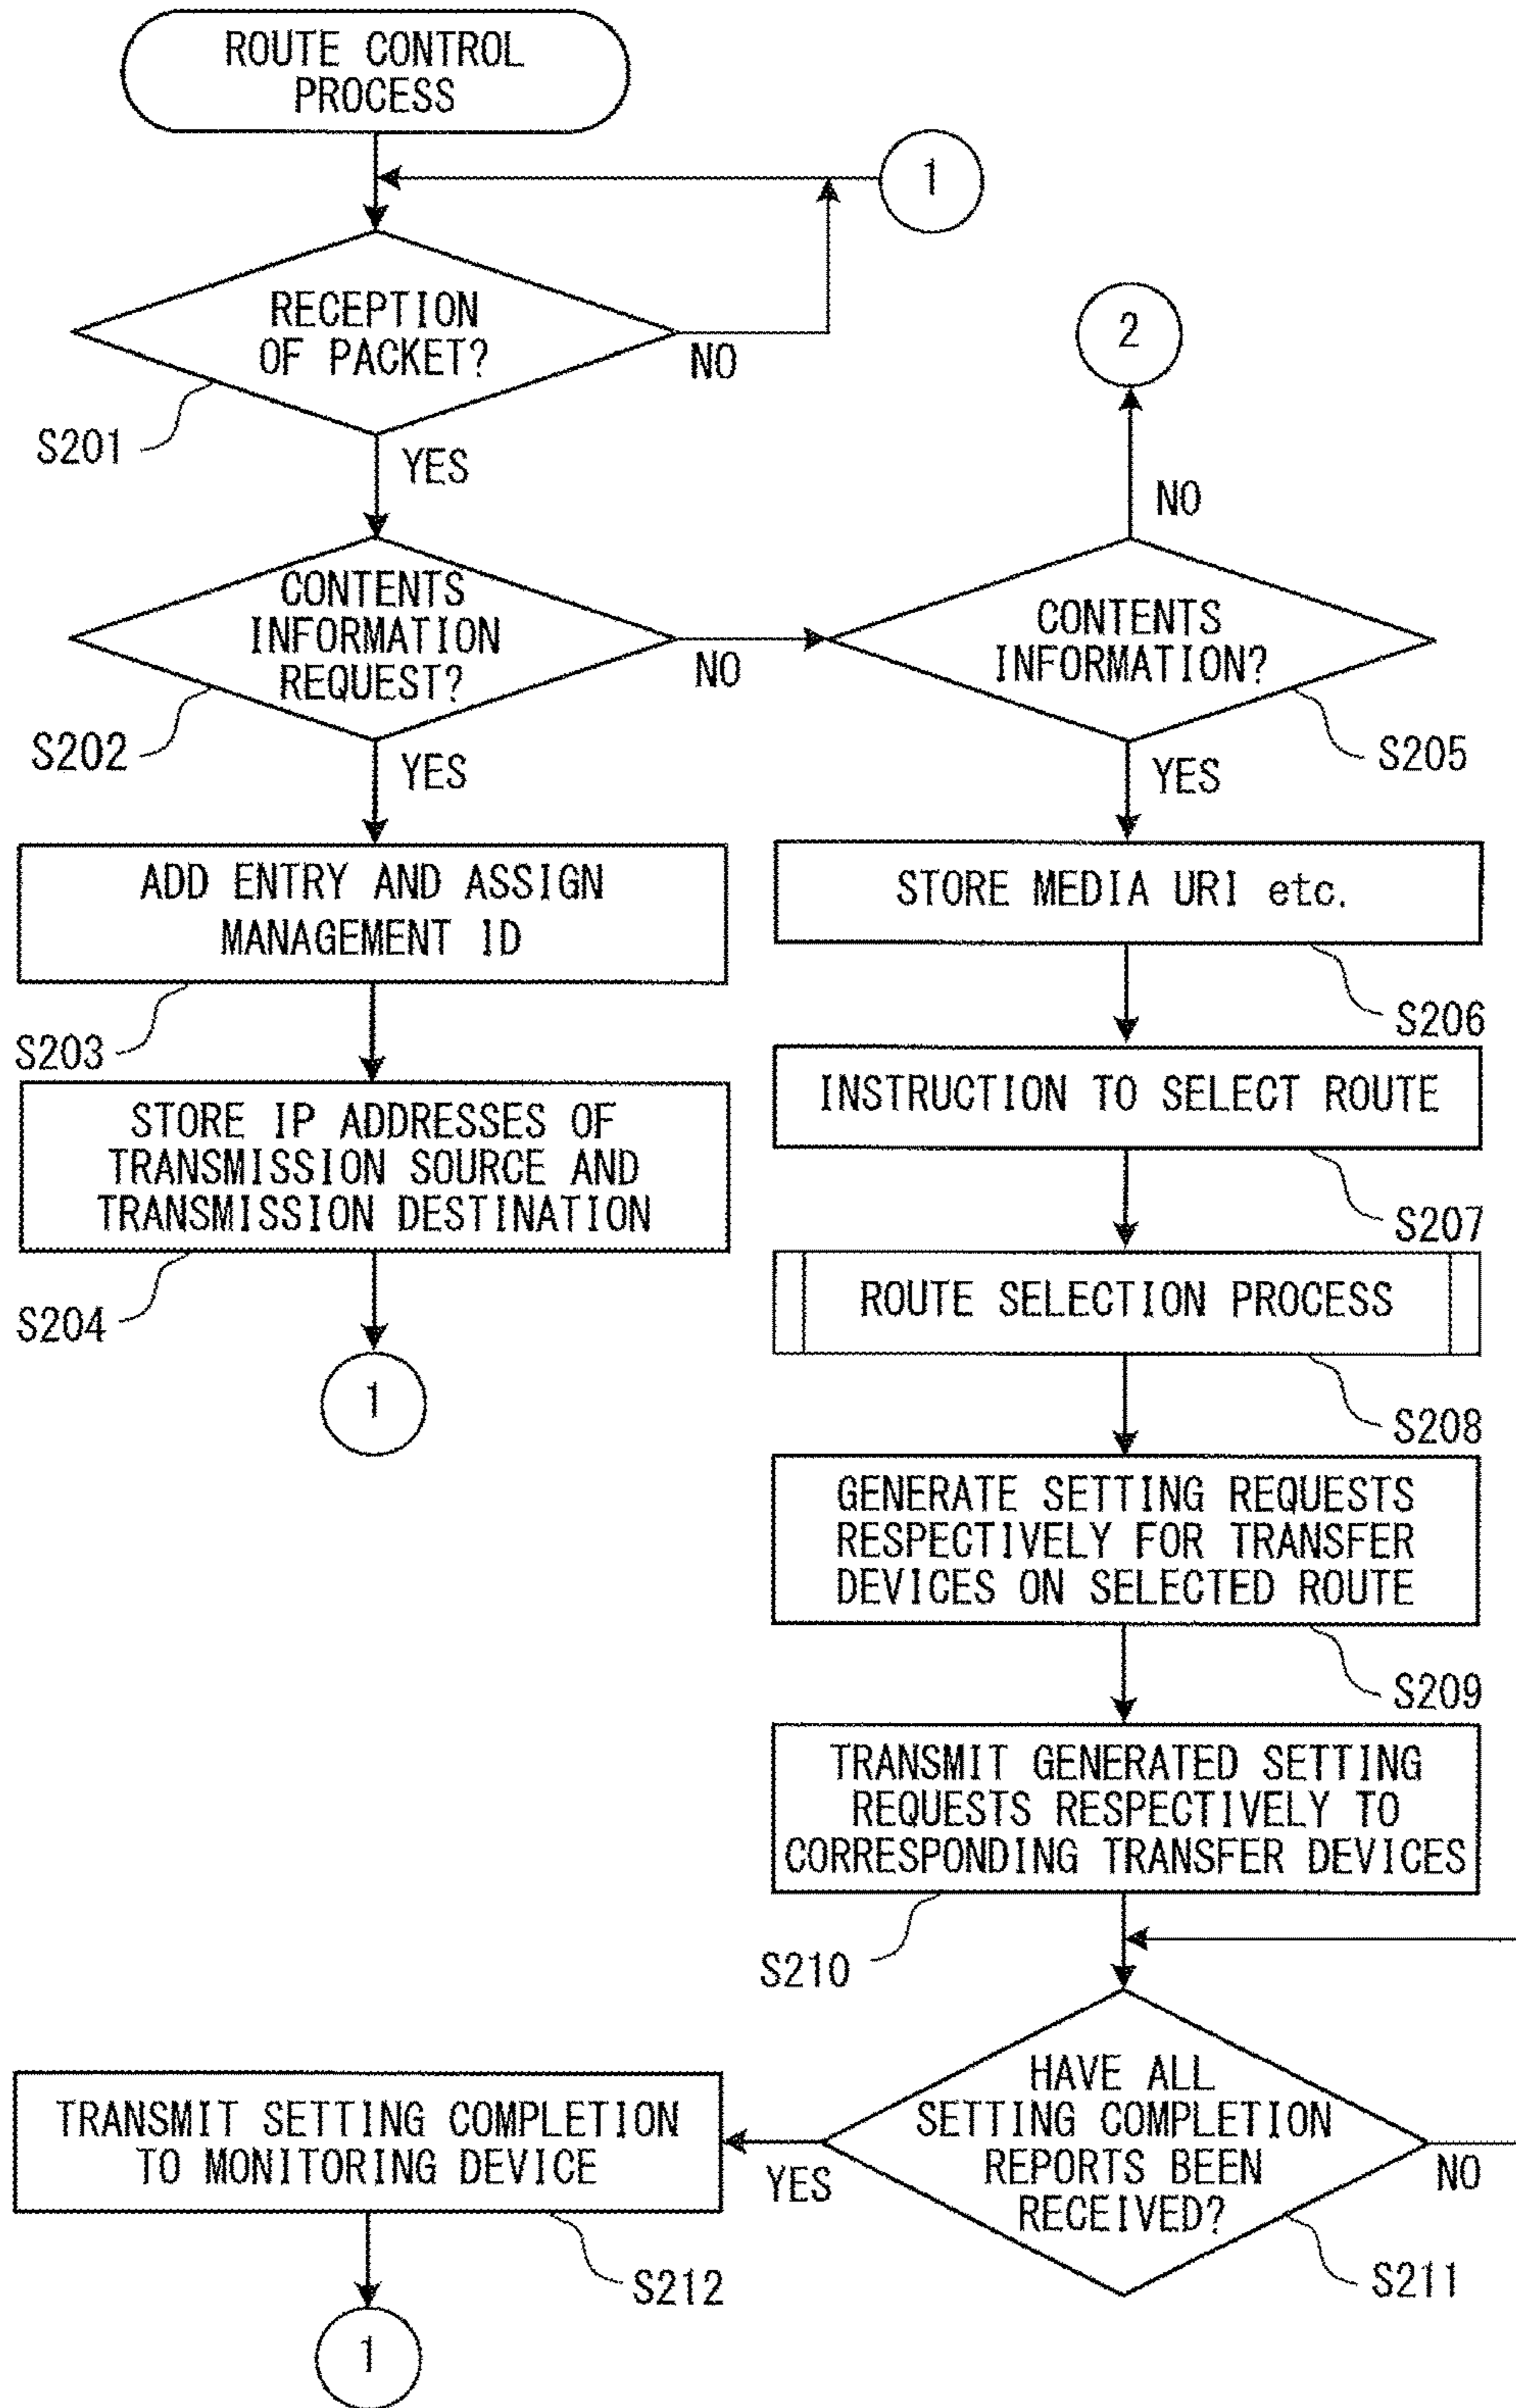 ROUTE CONTROL
PROCESS
1
RECEPTION
OF PACKET?
NO
S201
YES
2
NO
CONTENTS
INFORMATION
REQUEST?
NO
S202
YES
CONTENTS
INFORMATION?
S205
YES
ADD ENTRY AND ASSIGN
MANAGEMENT ID
S203
STORE IP ADDRESSES OF
TRANSMISSION SOURCE AND
TRANSMISSION DESTINATION
S204
1
STORE MEDIA URI etc.
S206
INSTRUCTION TO SELECT ROUTE
S207
ROUTE SELECTION PROCESS
S208
GENERATE SETTING REQUESTS
RESPECTIVELY FOR TRANSFER
DEVICES ON SELECTED ROUTE
S209
TRANSMIT GENERATED SETTING
REQUESTS RESPECTIVELY TO
CORRESPONDING TRANSFER DEVICES
S210
HAVE ALL
SETTING COMPLETION
REPORTS BEEN
RECEIVED?
NO
S211
YES
TRANSMIT SETTING COMPLETION
TO MONITORING DEVICE
S212
1